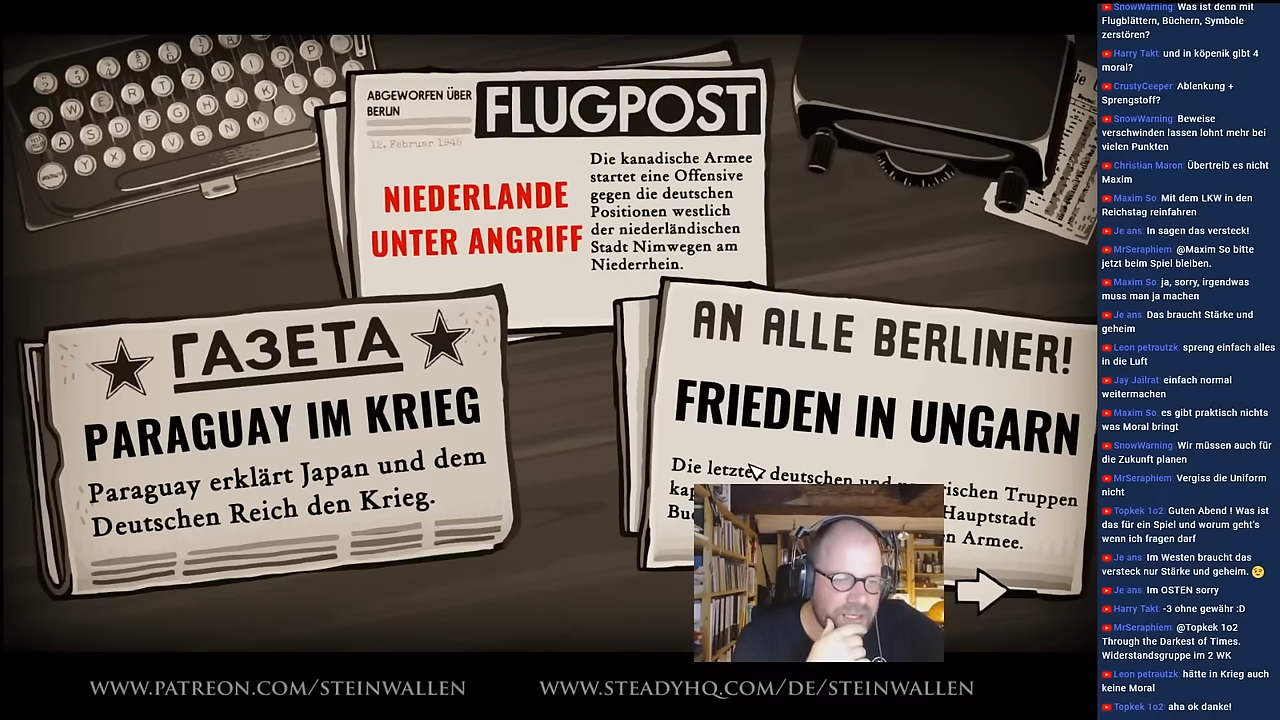 ABGEWORFEN ÜBER
BERLIN
FLUGPOST
12. Februar 1945
NIEDERLANDE
UNTER ANGRIFF
Die kanadische Armee
startet eine Offensive
gegen die deutschen
Positionen westlich
der niederländischen
Stadt Nimwegen am
Niederrhein.
ГАЗЕТА
PARAGUAY IM KRIEG
Paraguay erklärt Japan und dem
Deutschen Reich den Krieg.
AN ALLE BERLINER!
FRIEDEN IN UNGARN
Die letzten deutschen und
Truppen
Hauptstadt
Armee.
WWW.PATREON.COM/STEINWALLEN
WWW.STEADYHQ.COM/DE/STEINWALLEN
SnowWarning: Was ist denn mit
Flugblättern, Büchern, Symbole
zerstören?
Harry Takt: und in köpenik gibt 4
moral?
CrustyCeeper: Ablenkung +
Sprengstoff?
SnowWarning: Beweise
verschwinden lassen lohnt mehr bei
vielen Punkten
Christian Maron: Übertreib es nicht
Maxim
Maxim So: Mit dem LKW in den
Reichstag reinfahren
Je ans: In sagen das versteck!
MrSeraphiem: @Maxim So bitte
jetzt beim Spiel bleiben.
Maxim So: ja, sorry, irgendwas
muss man ja machen
Je ans: Das braucht Stärke und
geheim
Leon petrautzk: spreng einfach alles
in die Luft
Jay Jailrat: einfach normal
weitermachen
Maxim So: es gibt praktisch nichts
was Moral bringt
SnowWarning: Wir müssen auch für
die Zukunft planen
MrSeraphiem: Vergiss die Uniform
nicht
Topkek 1o2: Guten Abend ! Was ist
das für ein Spiel und worum geht's
wenn ich fragen darf
Je ans: Im Westen braucht das
versteck nur Stärke und geheim. 😉
Je ans: Im OSTEN sorry
Harry Takt: -3 ohne gewähr :D
MrSeraphiem: @Topkek 1o2
Through the Darkest of Times.
Widerstandsgruppe im 2 WK
Leon petrautzk: hätte in Krieg auch
keine Moral
Topkek 1o2: aha ok danke!